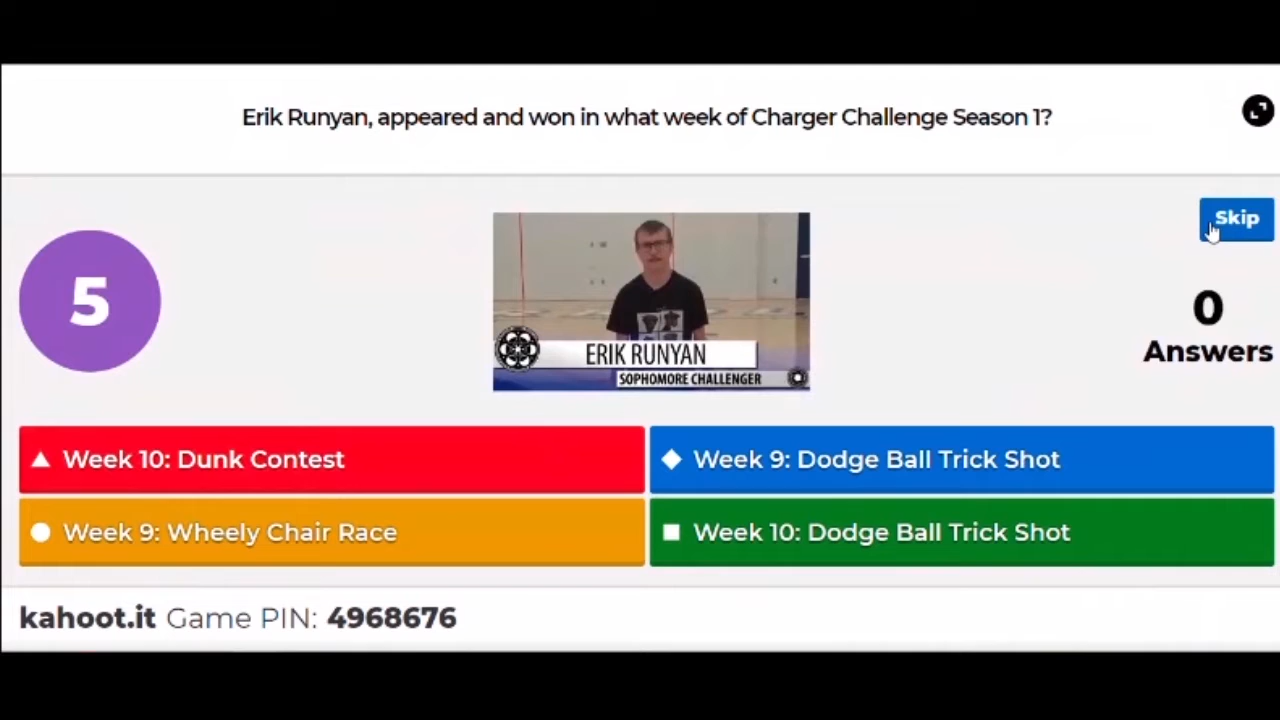 Erik Runyan, appeared and won in what week of Charger Challenge Season 1?
Skip
5
0
Answers
ERIK RUNYAN
SOPHOMORE CHALLENGER
Week 10: Dunk Contest
Week 9: Dodge Ball Trick Shot
Week 9: Wheely Chair Race
Week 10: Dodge Ball Trick Shot
kahoot.it Game PIN: 4968676